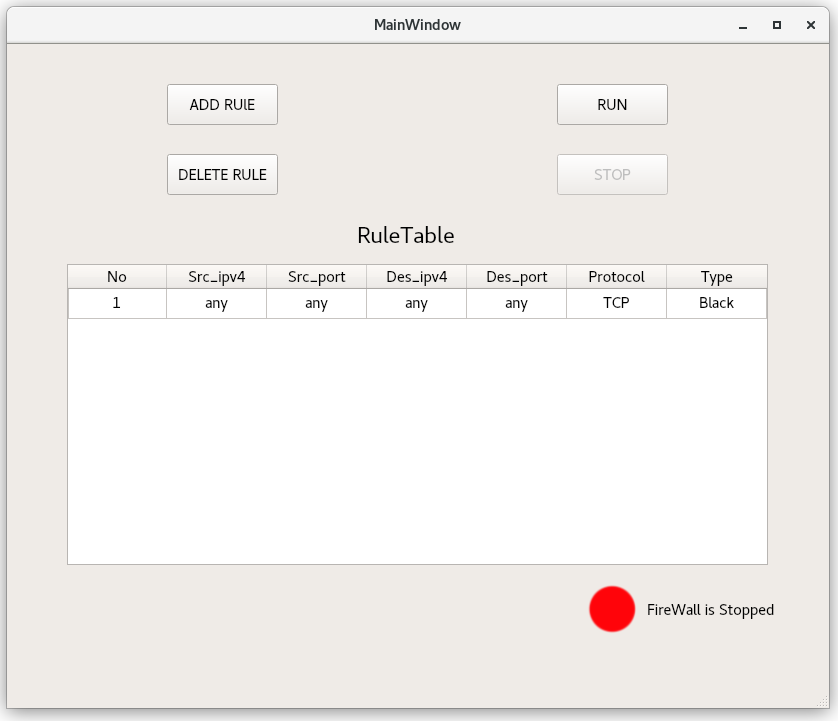 MainWindow
ADD RUlE
RUN
DELETE RULE
STOP
RuleTable
No Src_ipv4 Src_port Des_ipv4 Des_port Protocol Type
1 any any any any TCP Black
FireWall is Stopped